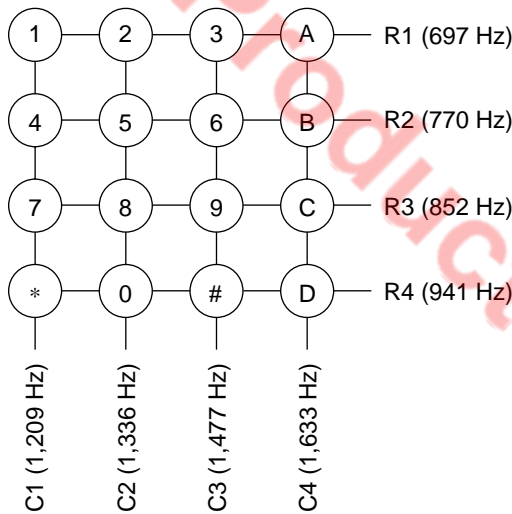 1 2 3 A R1 (697 Hz)
4 5 6 B R2 (770 Hz)
7 8 9 C R3 (852 Hz)
* 0 # D R4 (941 Hz)
C1 (1,209 Hz)
C2 (1,336 Hz)
C3 (1,477 Hz)
C4 (1,633 Hz)